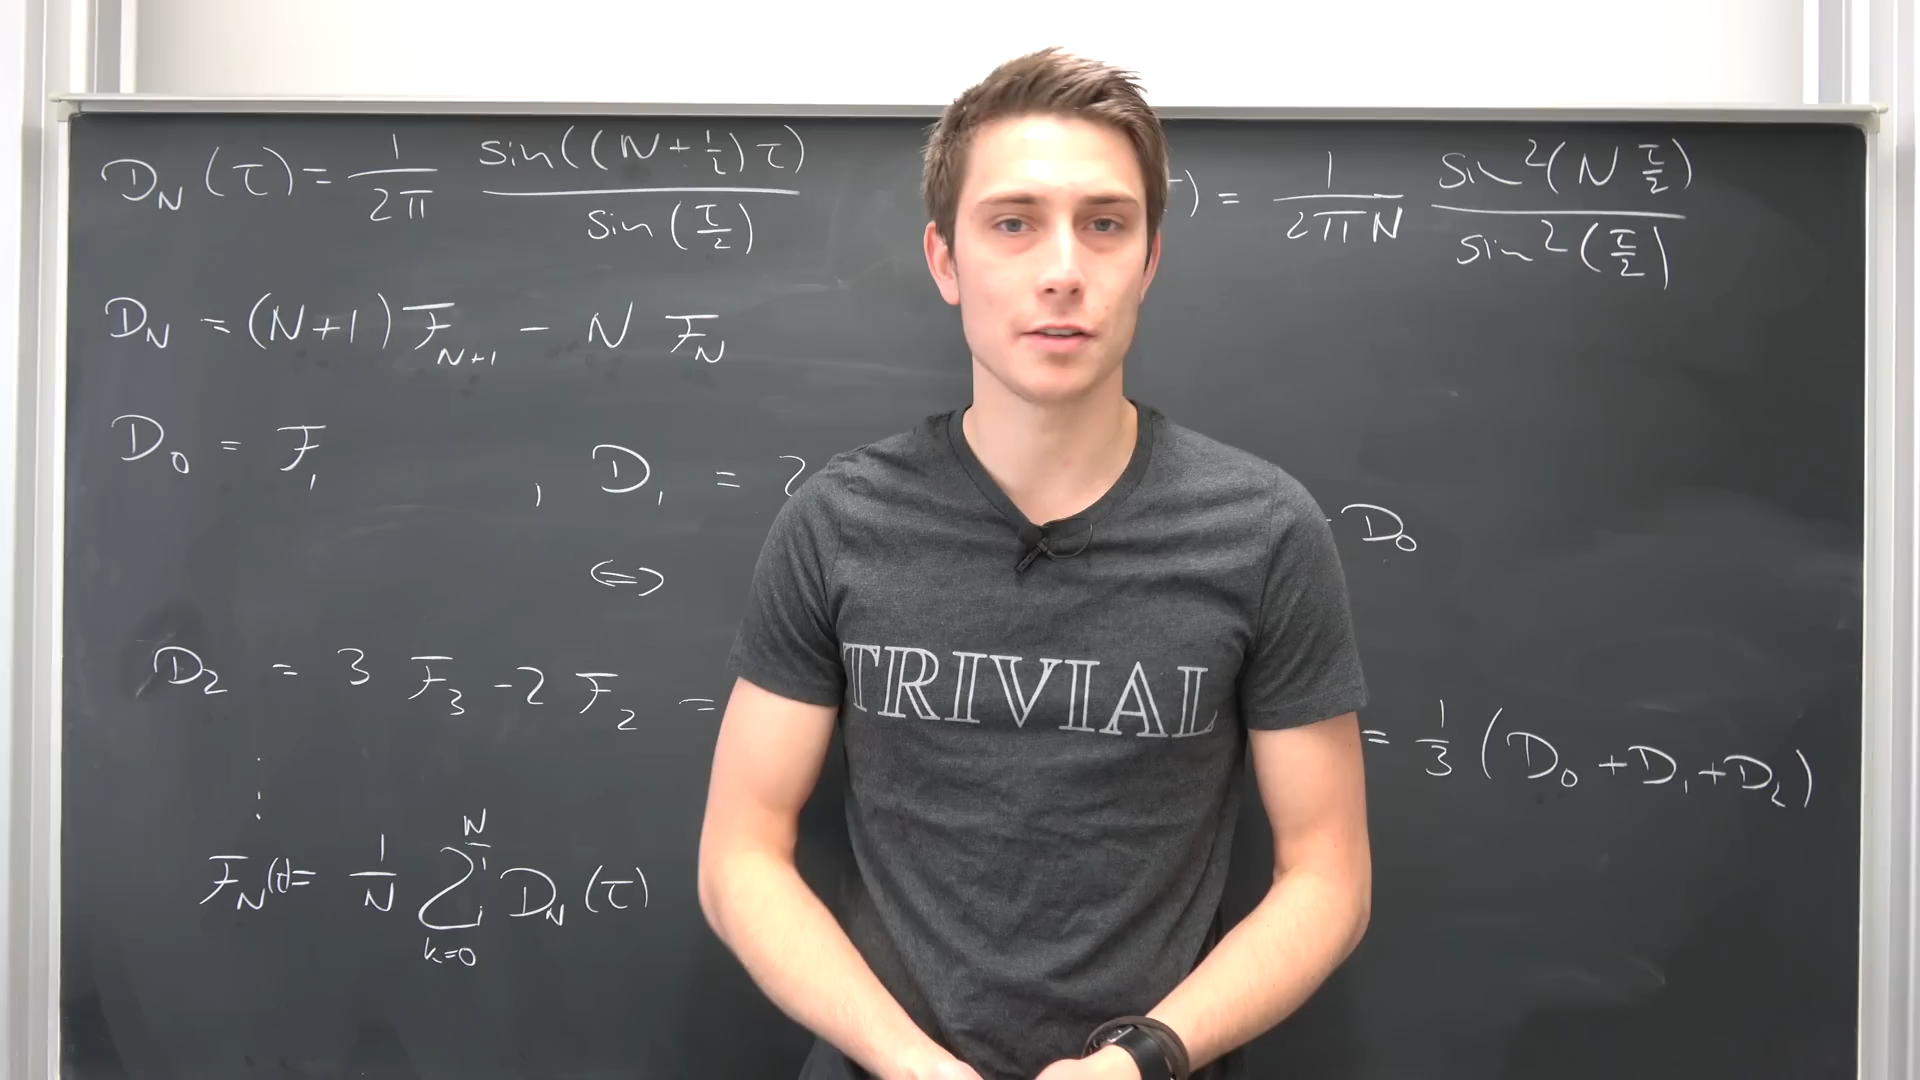 D_N(τ) = 1/2π sin((N+1/2)τ)/sin(τ/2)
) = 1/2πN sin²(N τ/2)/sin²(τ/2)
D_N = (N+1) F_{N+1} - N F_N
D_0 = F_1 , D_1 = 2
- D_0
⇔
D_2 = 3 F_3 - 2 F_2 =
= 1/3 (D_0 + D_1 + D_2)
⋮
F_N(τ) = 1/N ∑_{k=0}^{N-1} D_N(τ)
TRIVIAL